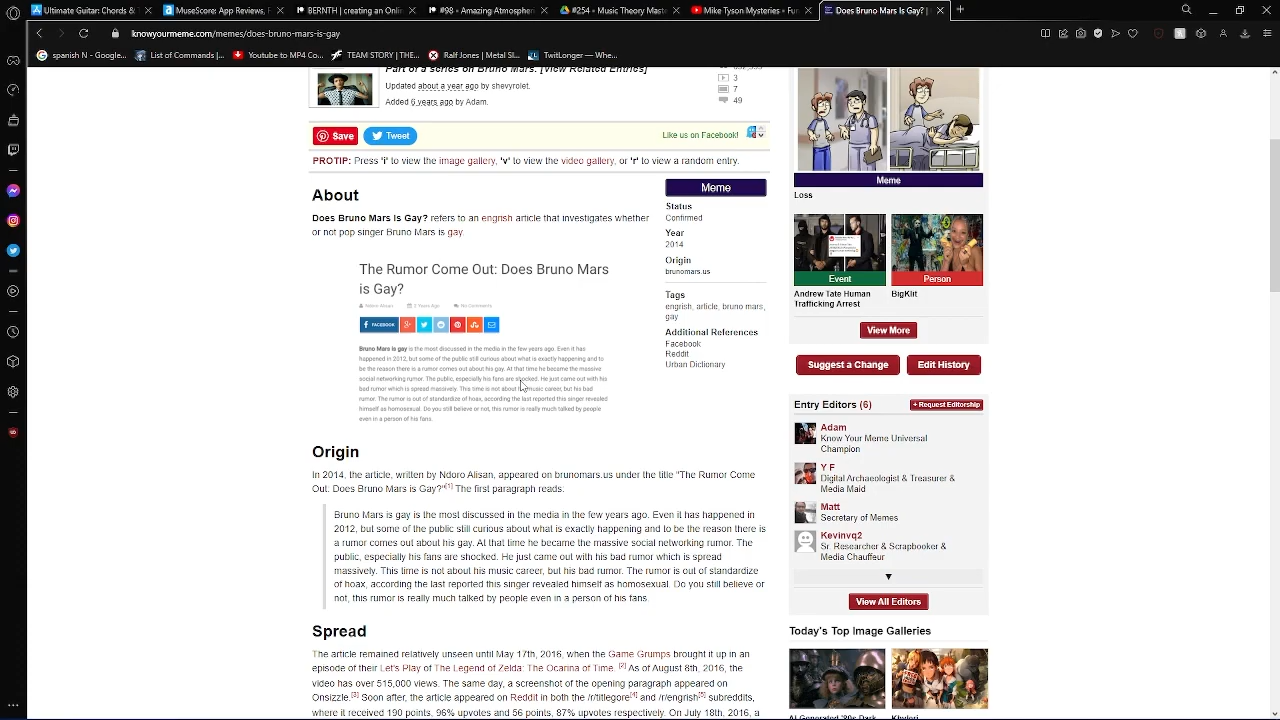 Ultimate Guitar: Chords &
MuseScore: App Reviews, F
BERNTH | creating an Onli
#98 • Draning Atmospher
#254 • Music Theory Maste
Mike Tyson Mysteries • Fun
Does Bruno Mars Is Gay? |
knowyourmeme.com/memes/does-bruno-mars-is-gay
spanish N - Google...
List of Commands |...
Youtube to MP3 Con...
TEAM STORY | THE...
Rald Jones | Metal Sl...
TwitLonger — Whe...
Part of a series on Bruno Mars. [View Related Entries]
Updated about a year ago by shevyrolet.
Added 6 years ago by Adam.
3
7
49
Save
Tweet
Like us on Facebook!
PROTIP: Press 'i' to view the image gallery, 'v' to view the video gallery, or 'r' to view a random entry.
About
Does Bruno Mars Is Gay? refers to an engrish article that investigates whether
or not pop singer Bruno Mars is gay.
The Rumor Come Out: Does Bruno Mars
is Gay?
2 Years Ago
No Comments
FACEBOOK
Bruno Mars is gay is the most discussed in the media in the few years ago. Even it has
happened in 2012, but some of the public still curious about what is exactly happening and to
be the reason there is a rumor comes out about his gay. At that time he became the massive
social networking rumor. The public, especially his fans are shocked. He just came out with his
bad rumor which is spread massively. This time is not about his music career, but his bad
rumor. The rumor is out of standardize of hoax, according the last reported this singer revealed
himself as homosexual. Do you still believe or not, this rumor is really much talked by people
even in a person of his fans.
Meme
Status
Confirmed
Year
2014
Origin
brunomars.us
Tags
engrish, article, bruno mars,
gay
Additional References
Facebook
Reddit
Urban Dictionary
Origin
In 2014, the article, written by Nderino Alsan, appeared on brunomars.us under the title "The Rumor Come
Out: Does Bruno Mars is Gay?"[1] The first paragraph reads:
Bruno Mars is gay is the most discussed in the media in the few years ago. Even it has happened in
2012, but some of the public still curious about what is exactly happening and to be the reason there is
a rumor comes out about his gay. At that time he became the massive social networking rumor. The
public, especially his fans are shocked. He just came out with his bad rumor which is spread
massively. This time is not about his music career, but his bad rumor. The rumor is out of standardize
of hoax, according the last reported this singer revealed himself as homosexual. Do you still believe or
not, this rumor is really much talked by people even in a person of his fans.
Spread
The article remained relatively unseen until May 17th, 2016, when the Game Grumps brought it up in an
episode of their Let's Play of The Legend of Zelda: The Ocarina of Time. [2] As of August 8th, 2016, the
video has over 515,000 views. The same day, a screenshot of the opening paragraph appeared on
Onsizzle.[3] Soon after, the article appeared on Reddit in both the /r/titlegore[4] and /r/engrish[5] subreddits,
where it received 190 points
Meme
Loss
Event
Andrew Tate Human
Trafficking Arrest
Person
BigKlit
View More
Suggest a Change
Edit History
Entry Editors (6)
+ Request Editorship
Adam
Know Your Meme Universal
Champion
Y F
Digital Archaeologist & Treasurer &
Media Maid
Matt
Secretary of Memes
Kevinvq2
Sr. Researcher & Scrapbooker &
Media Chauffeur
▼
View All Editors
Today's Top Image Galleries
AI Generated '80s Dark
Khyleri